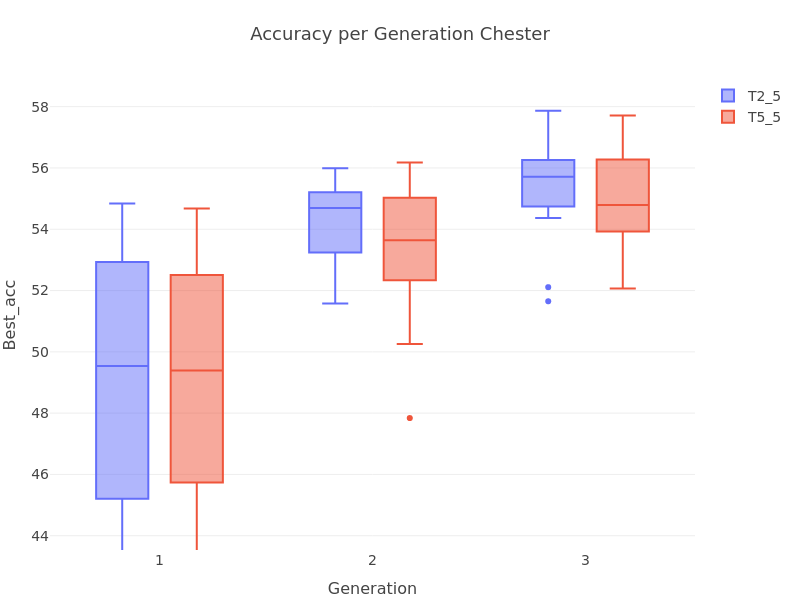 Accuracy per Generation Chester
T2_5
T5_5
58
56
54
52
50
48
46
44
Best_acc
1
2
3
Generation